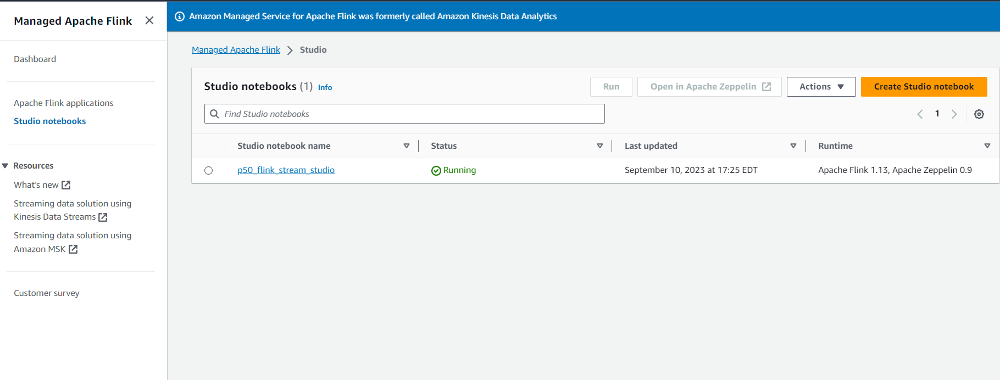 Managed Apache Flink
Amazon Managed Service for Apache Flink was formerly called Amazon Kinesis Data Analytics
Dashboard
Apache Flink applications
Studio notebooks
Resources
What's new
Streaming data solution using
Kinesis Data Streams
Streaming data solution using
Amazon MSK
Customer survey
Managed Apache Flink Studio
Studio notebooks (1) Info
Run Open in Apache Zeppelin Actions Create Studio notebook
Find Studio notebooks
1
Studio notebook name Status Last updated Runtime
p50_flink_stream_studio Running September 10, 2023 at 17:25 EDT Apache Flink 1.13, Apache Zeppelin 0.9